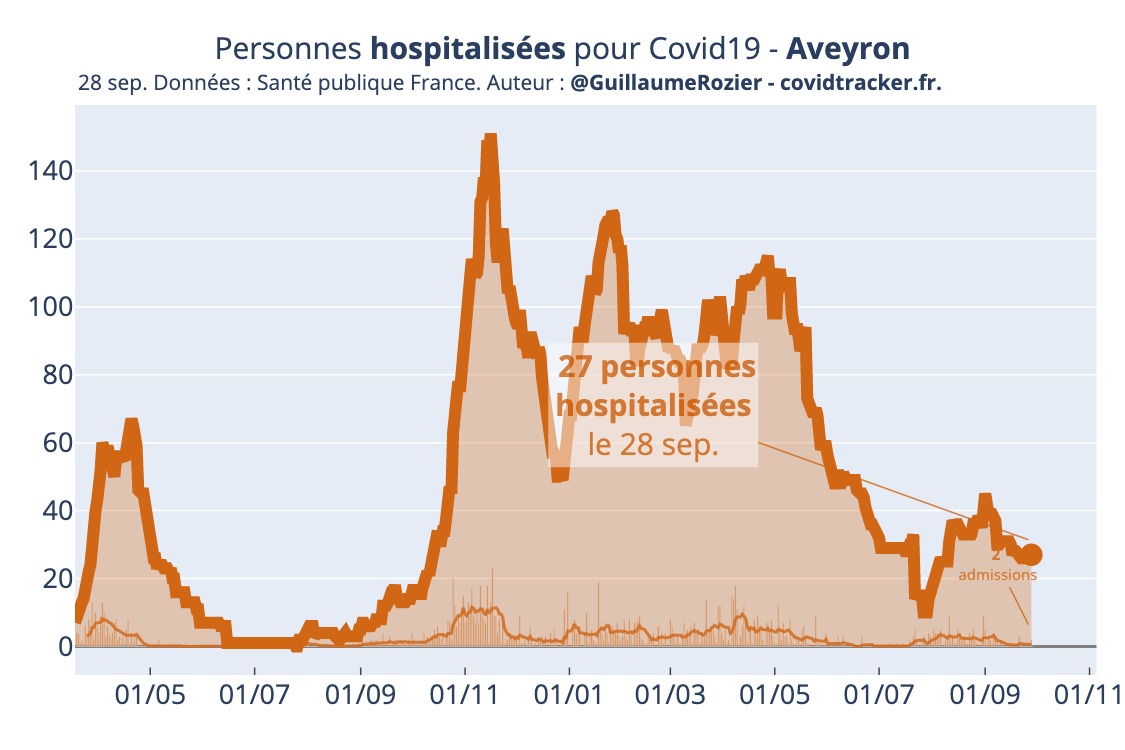 Personnes hospitalisées pour Covid19 - Aveyron
28 sep. Données : Santé publique France. Auteur : @GuillaumeRozier - covidtracker.fr.
140
120
100
80
60
40
20
0
27 personnes
hospitalisées
le 28 sep.
2
admissions
01/05 01/07 01/09 01/11 01/01 01/03 01/05 01/07 01/09 01/11